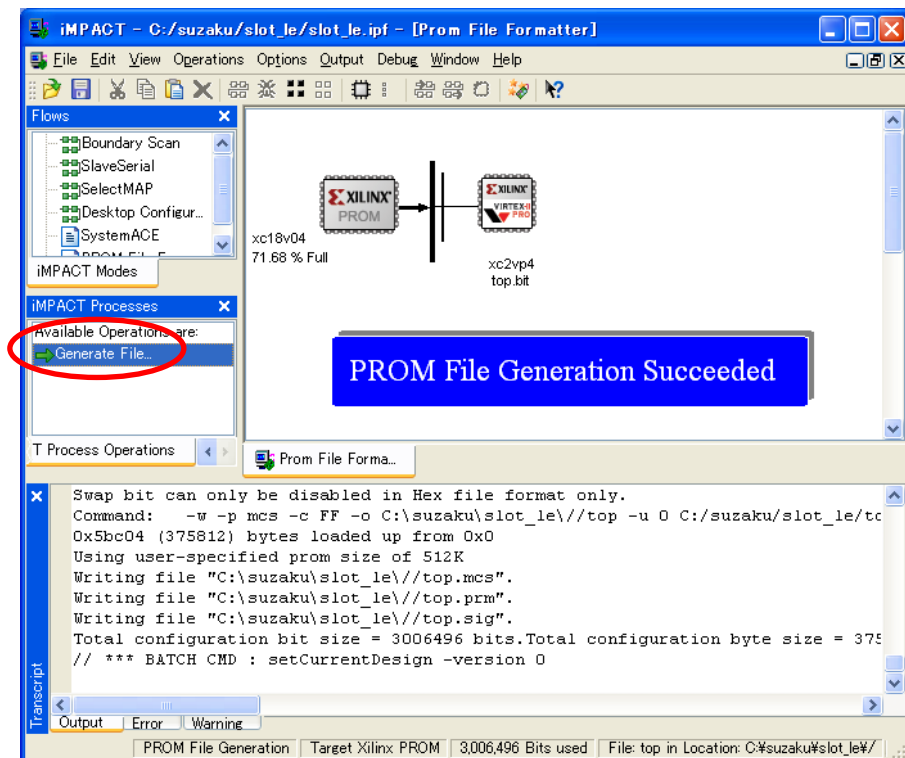 iMPACT - C:/suzaku/slot_le/slot_le.ipf - [Prom File Formatter]
File Edit View Operations Options Output Debug Window Help
Flows
Boundary Scan
SlaveSerial
SelectMAP
Desktop Configur...
SystemACE
iMPACT Modes
iMPACT Processes
Available Operations are:
Generate File...
T Process Operations
XILINX
PROM
xc18v04
71.68 % Full
XILINX
VIRTEX-II
PRO
xc2vp4
top.bit
PROM File Generation Succeeded
Prom File Forma...
Swap bit can only be disabled in Hex file format only.
Command: -w -p mcs -c FF -o C:\suzaku\slot_le\//top -u 0 C:/suzaku/slot_le/to
0x5bc04 (375812) bytes loaded up from 0x0
Using user-specified prom size of 512K
Writing file "C:\suzaku\slot_le\//top.mcs".
Writing file "C:\suzaku\slot_le\//top.prm".
Writing file "C:\suzaku\slot_le\//top.sig".
Total configuration bit size = 3006496 bits.Total configuration byte size = 375
// *** BATCH CMD : setCurrentDesign -version 0
Transcript
Output Error Warning
PROM File Generation Target Xilinx PROM 3,006,496 Bits used File: top in Location: C:¥suzaku¥slot_le¥/